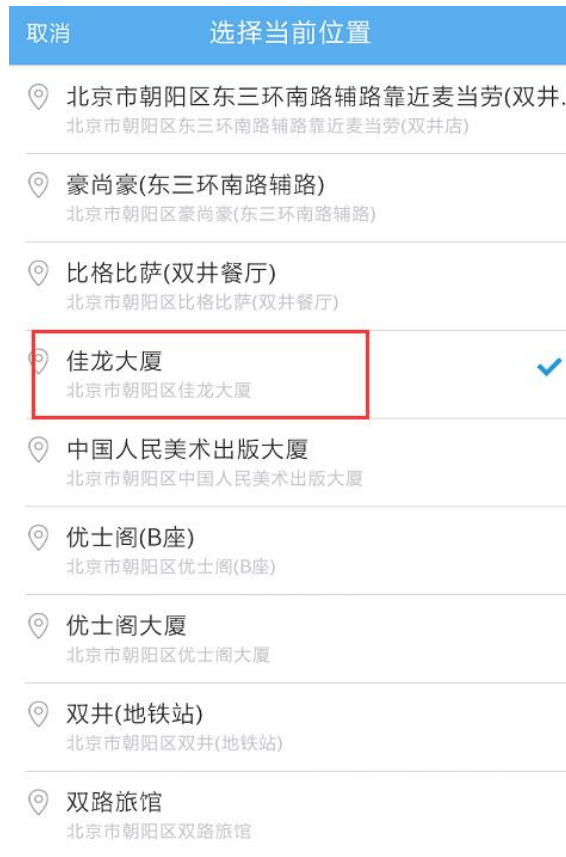 取消 选择当前位置
北京市朝阳区东三环南路辅路靠近麦当劳(双井.
北京市朝阳区东三环南路辅路靠近麦当劳(双井店)
豪尚豪(东三环南路辅路)
北京市朝阳区豪尚豪(东三环南路辅路)
比格比萨(双井餐厅)
北京市朝阳区比格比萨(双井餐厅)
佳龙大厦
北京市朝阳区佳龙大厦
中国人民美术出版大厦
北京市朝阳区中国人民美术出版大厦
优士阁(B座)
北京市朝阳区优士阁(B座)
优士阁大厦
北京市朝阳区优士阁大厦
双井(地铁站)
北京市朝阳区双井(地铁站)
双路旅馆
北京市朝阳区双路旅馆